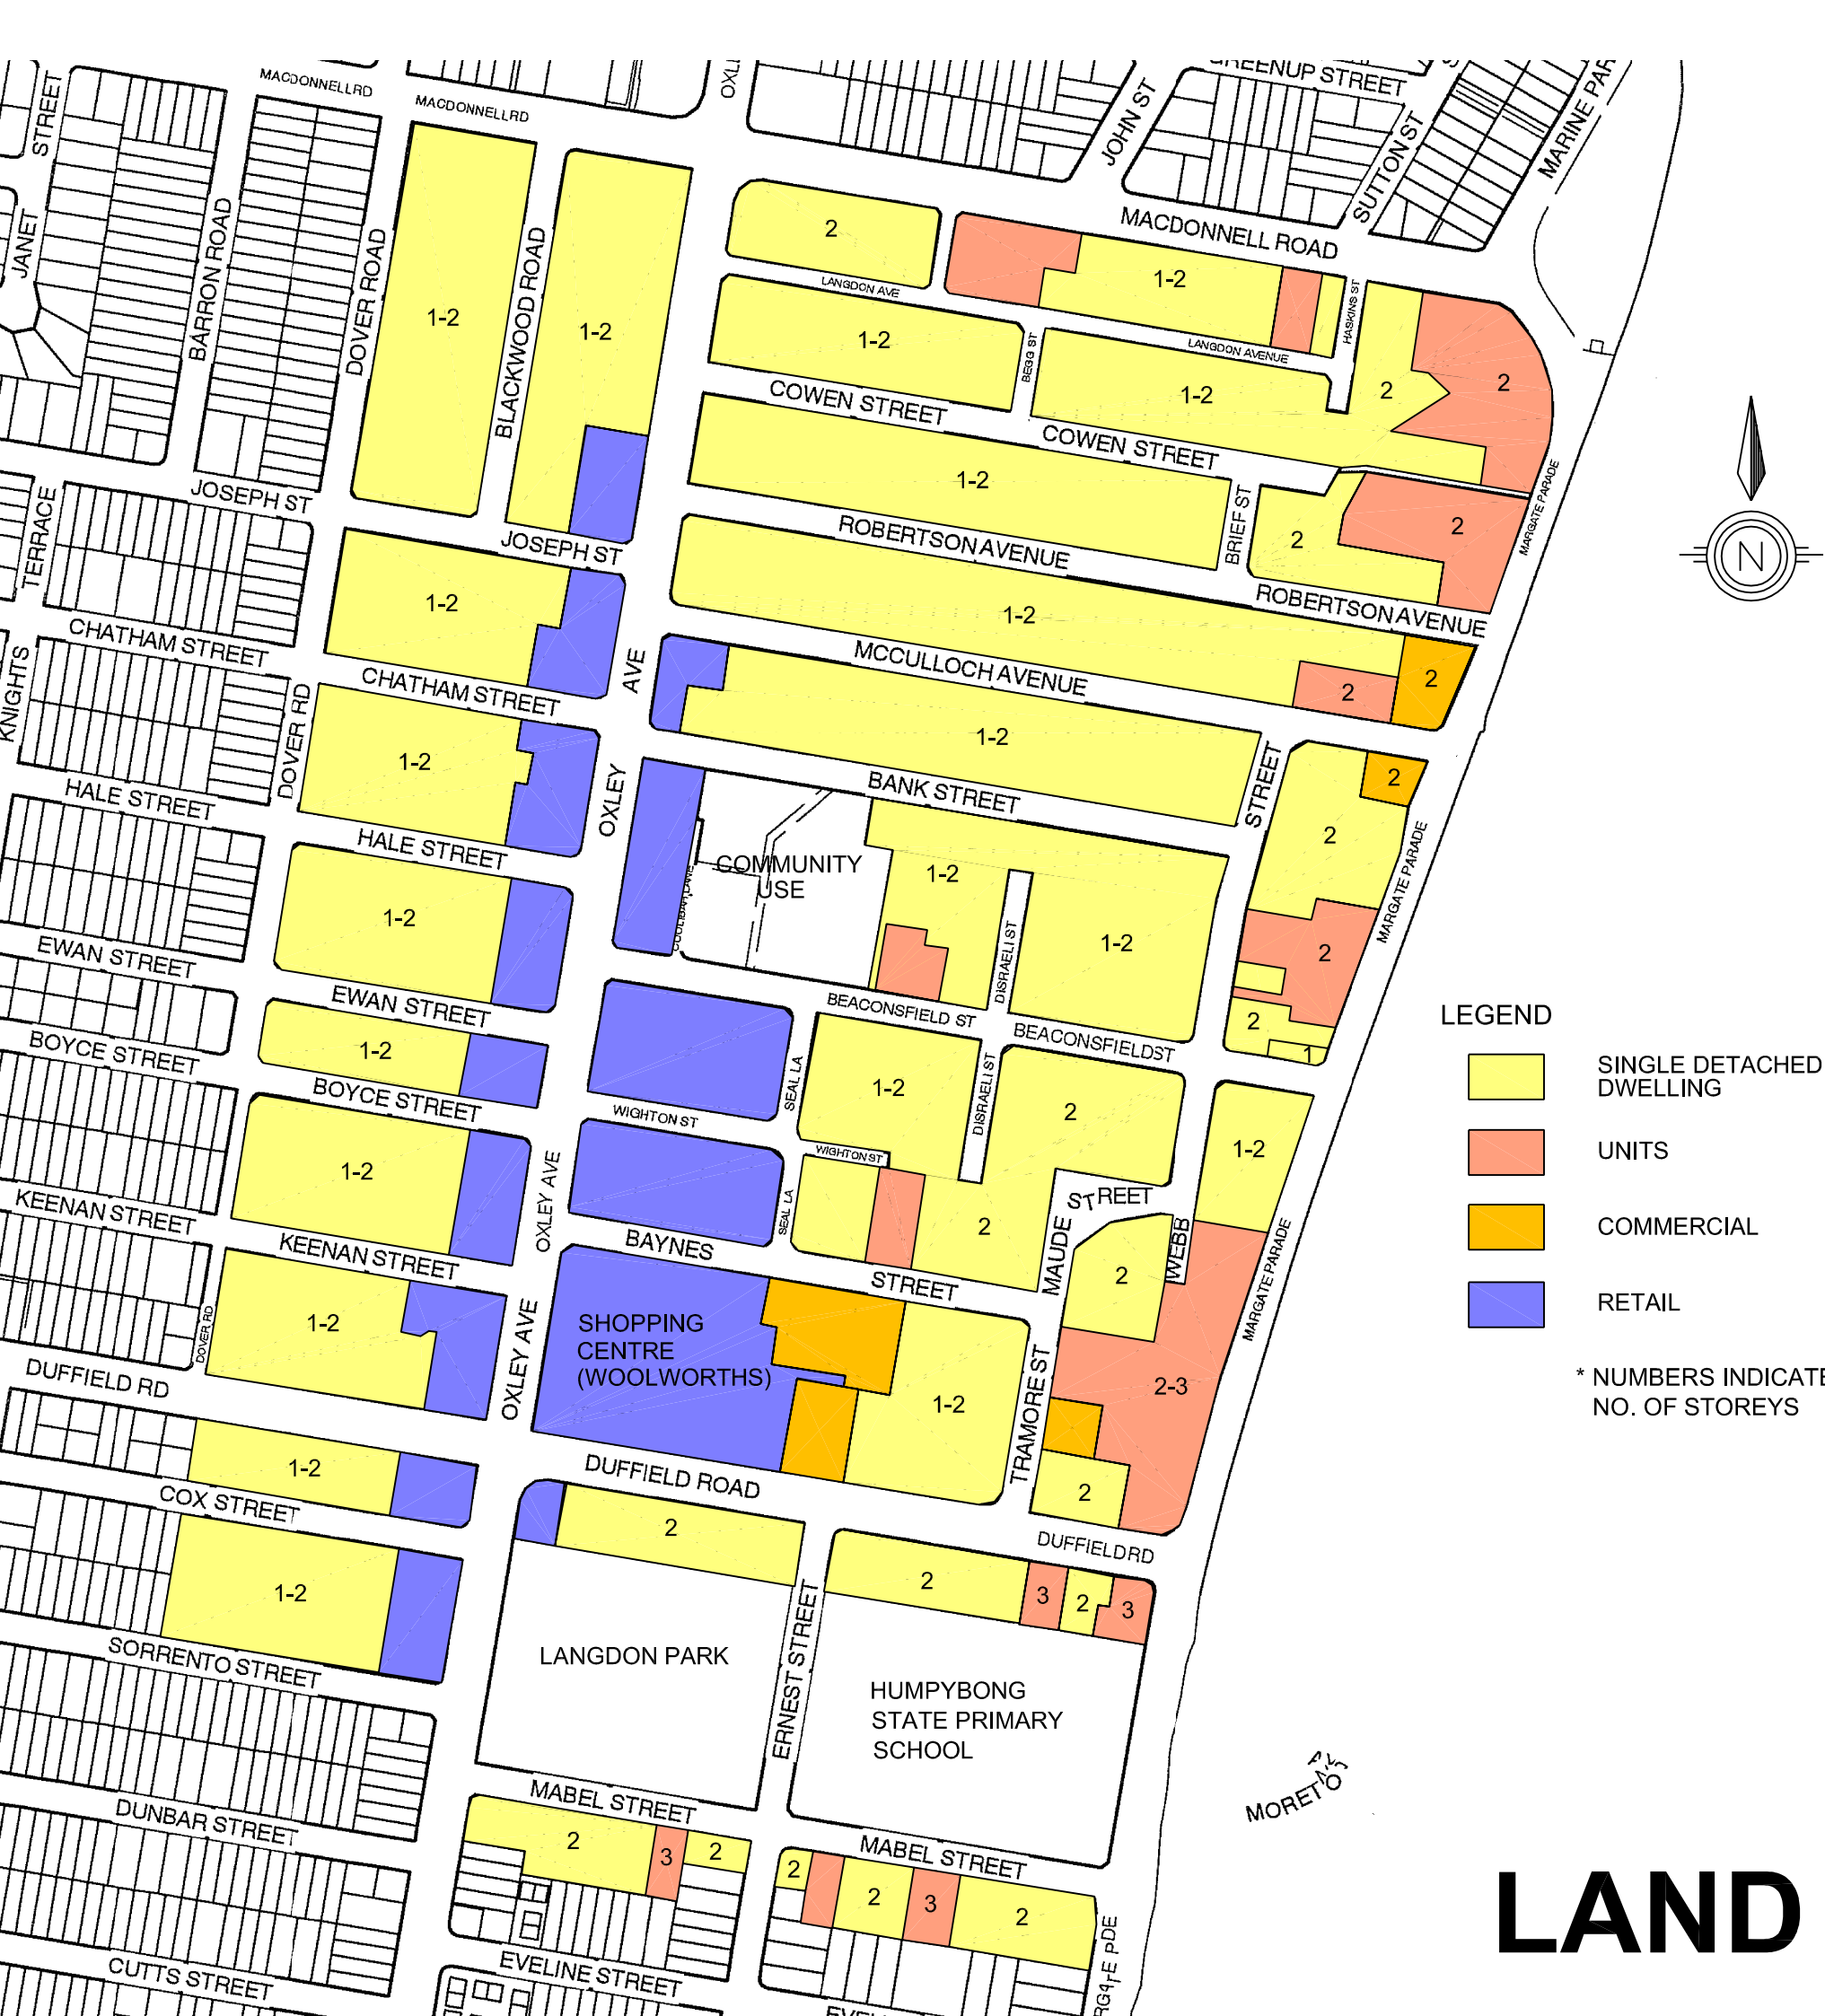 MACDONNELL RD
MACDONNELL RD
OXL
STREET
JANET
BARRON ROAD
DOVER ROAD
BLACKWOOD ROAD
JOHN ST
GREENUP STREET
SUTTON ST
MARINE PAR
MACDONNELL ROAD
2
1-2
1-2
1-2
LANGDON AVE
1-2
BEGG ST
LANGDON AVENUE
HASKINS ST
1-2
2
2
COWEN STREET
COWEN STREET
1-2
BRIEF ST
2
2
MARGATE PARADE
JOSEPH ST
JOSEPH ST
TERRACE
ROBERTSON AVENUE
ROBERTSON AVENUE
N
1-2
1-2
CHATHAM STREET
CHATHAM STREET
KNIGHTS
DOVER RD
AVE
OXLEY
MCCULLOCH AVENUE
2
2
1-2
1-2
BANK STREET
STREET
2
2
MARGATE PARADE
HALE STREET
HALE STREET
COMMUNITY
USE
1-2
1-2
1-2
DISRAELI ST
2
2
1
EWAN STREET
EWAN STREET
BEACONSFIELD ST
BEACONSFIELD ST
1-2
BOYCE STREET
BOYCE STREET
WIGHTON ST
SEAL LA
1-2
DISRAELI ST
2
1-2
1-2
WIGHTON ST
SEAL LA
2
MAUDE
STREET
WEBB
2
MARGATE PARADE
KEENAN STREET
KEENAN STREET
OXLEY AVE
BAYNES
STREET
1-2
DOVER RD
OXLEY AVE
SHOPPING
CENTRE
(WOOLWORTHS)
1-2
TRAMORE ST
2-3
2
DUFFIELD RD
DUFFIELD ROAD
DUFFIELD RD
1-2
COX STREET
1-2
2
2
3
2
3
SORRENTO STREET
LANGDON PARK
ERNEST STREET
HUMPYBONG
STATE PRIMARY
SCHOOL
MABEL STREET
MABEL STREET
DUNBAR STREET
2
3
2
2
2
3
2
CUTTS STREET
EVELINE STREET
LEGEND
SINGLE DETACHED
DWELLING
UNITS
COMMERCIAL
RETAIL
* NUMBERS INDICATE
NO. OF STOREYS
LAND